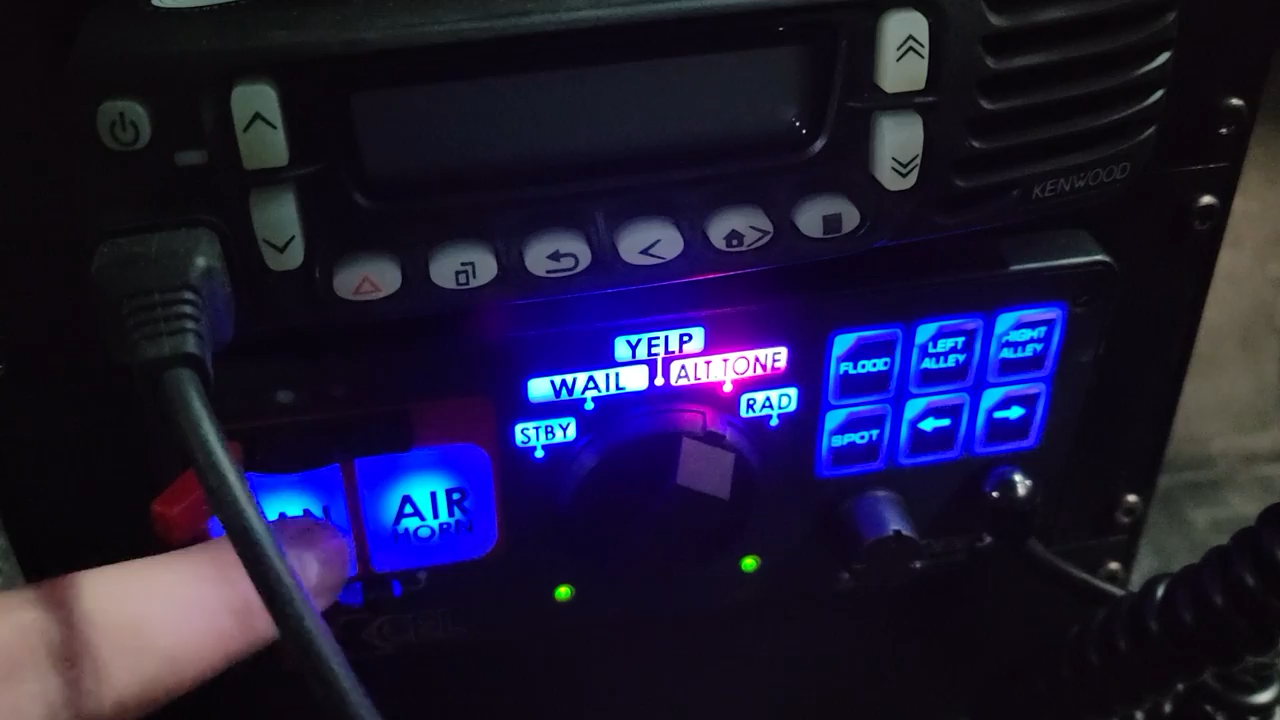 KENWOOD
YELP
WAIL
ALT.TONE
STBY
RAD
FLOOD
LEFT
ALLEY
RIGHT
ALLEY
SPOT
AIR
HORN